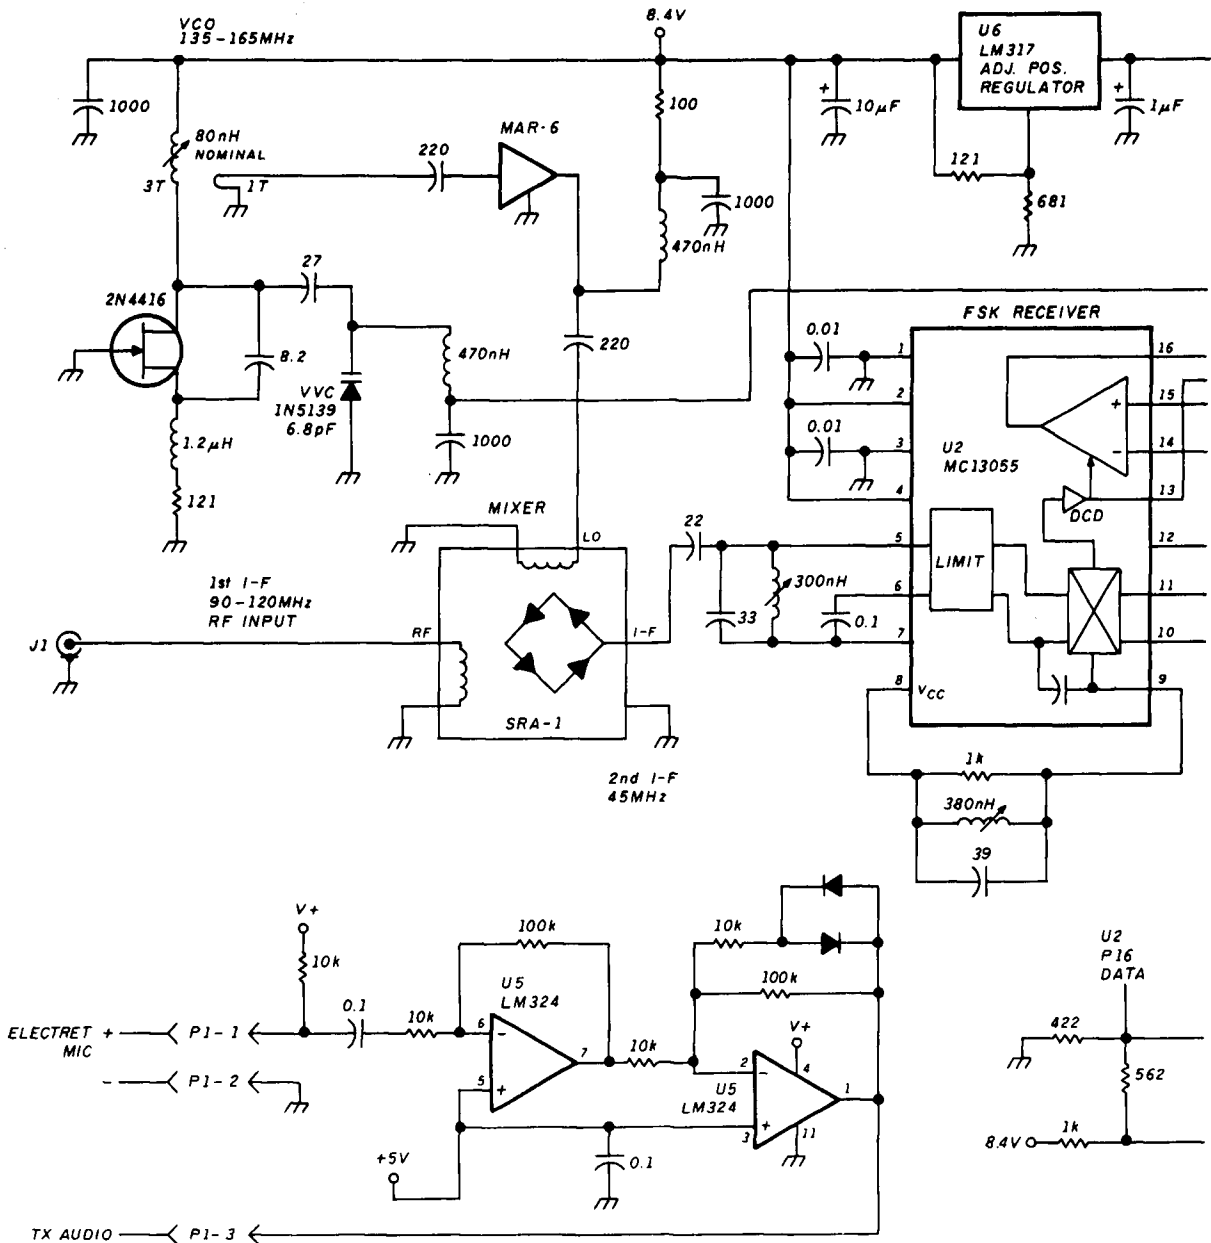 VCO
135-165MHz
8.4V
U6
LM317
ADJ. POS.
REGULATOR
1000
100
+
10µF
+
1µF
80nH
NOMINAL
3T
1T
220
MAR-6
1000
121
681
470nH
27
2N4416
8.2
470nH
220
FSK RECEIVER
0.01
1
16
VVC
1N5139
6.8pF
2
+
15
1.2µH
1000
0.01
3
U2
MC13055
-
14
121
4
13
DCD
MIXER
LO
22
5
12
LIMIT
1st I-F
90-120MHz
RF INPUT
300nH
6
11
J1
RF
I-F
33
0.1
7
10
8
VCC
9
SRA-1
2nd I-F
45MHz
1k
380nH
39
V+
10k
100k
10k
U2
P16
DATA
U5
LM324
100k
0.1
10k
ELECTRET +
MIC
P1-1
6
-
7
10k
V+
422
-
P1-2
5
+
2
-
4
U5
LM324
1
562
3
+
11
+5V
0.1
8.4V
1k
TX AUDIO
P1-3